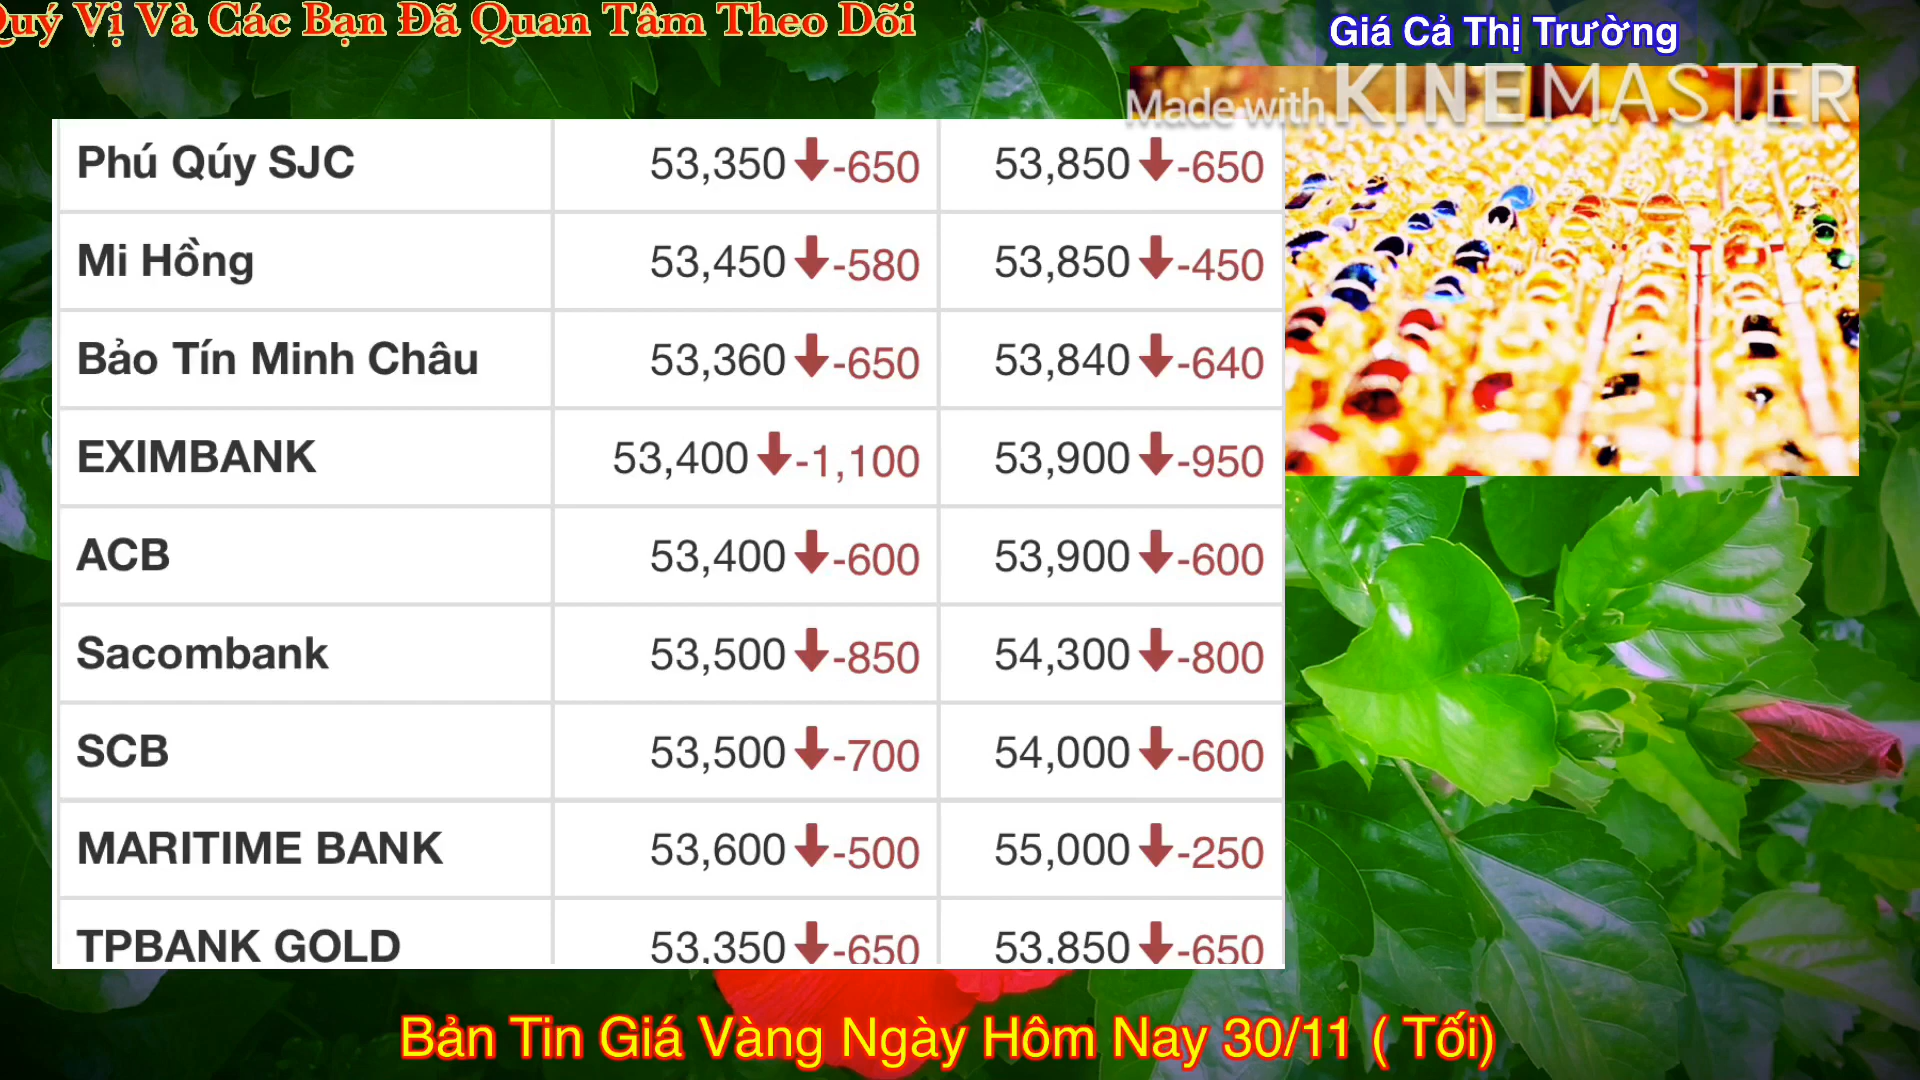 Quý Vị Và Các Bạn Đã Quan Tâm Theo Dõi
Giá Cả Thị Trường
Made with KINEMASTER
Phú Qúy SJC 53,350 -650 53,850 -650
Mi Hồng 53,450 -580 53,850 -450
Bảo Tín Minh Châu 53,360 -650 53,840 -640
EXIMBANK 53,400 -1,100 53,900 -950
ACB 53,400 -600 53,900 -600
Sacombank 53,500 -850 54,300 -800
SCB 53,500 -700 54,000 -600
MARITIME BANK 53,600 -500 55,000 -250
TPBANK GOLD 53,350 -650 53,850 -650
Bản Tin Giá Vàng Ngày Hôm Nay 30/11 ( Tối)